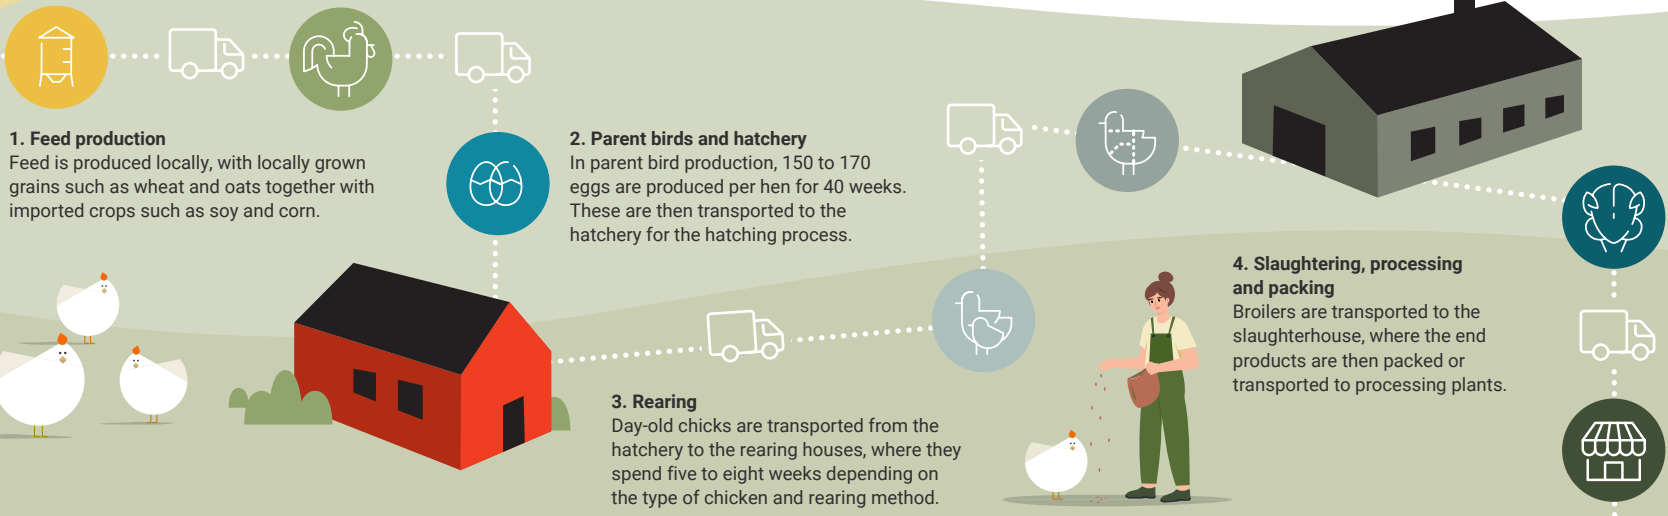 1. Feed production
Feed is produced locally, with locally grown
grains such as wheat and oats together with
imported crops such as soy and corn.
2. Parent birds and hatchery
In parent bird production, 150 to 170
eggs are produced per hen for 40 weeks.
These are then transported to the
hatchery for the hatching process.
3. Rearing
Day-old chicks are transported from the
hatchery to the rearing houses, where they
spend five to eight weeks depending on
the type of chicken and rearing method.
4. Slaughtering, processing
and packing
Broilers are transported to the
slaughterhouse, where the end
products are then packed or
transported to processing plants.